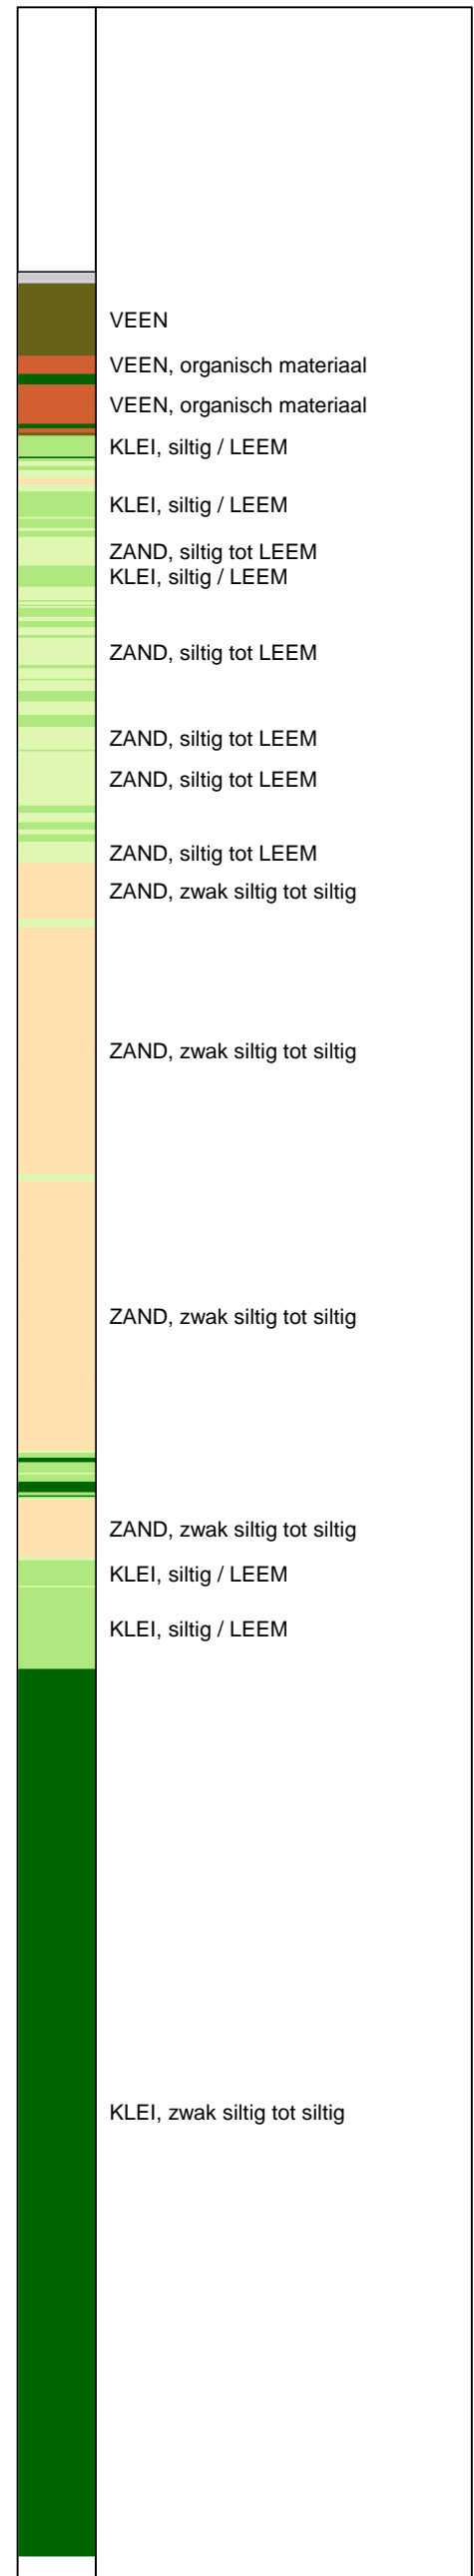 VEEN
VEEN, organisch materiaal
VEEN, organisch materiaal
KLEI, siltig / LEEM
KLEI, siltig / LEEM
ZAND, siltig tot LEEM
KLEI, siltig / LEEM
ZAND, siltig tot LEEM
ZAND, siltig tot LEEM
ZAND, siltig tot LEEM
ZAND, siltig tot LEEM
ZAND, zwak siltig tot siltig
ZAND, zwak siltig tot siltig
ZAND, zwak siltig tot siltig
ZAND, zwak siltig tot siltig
KLEI, siltig / LEEM
KLEI, siltig / LEEM
KLEI, zwak siltig tot siltig